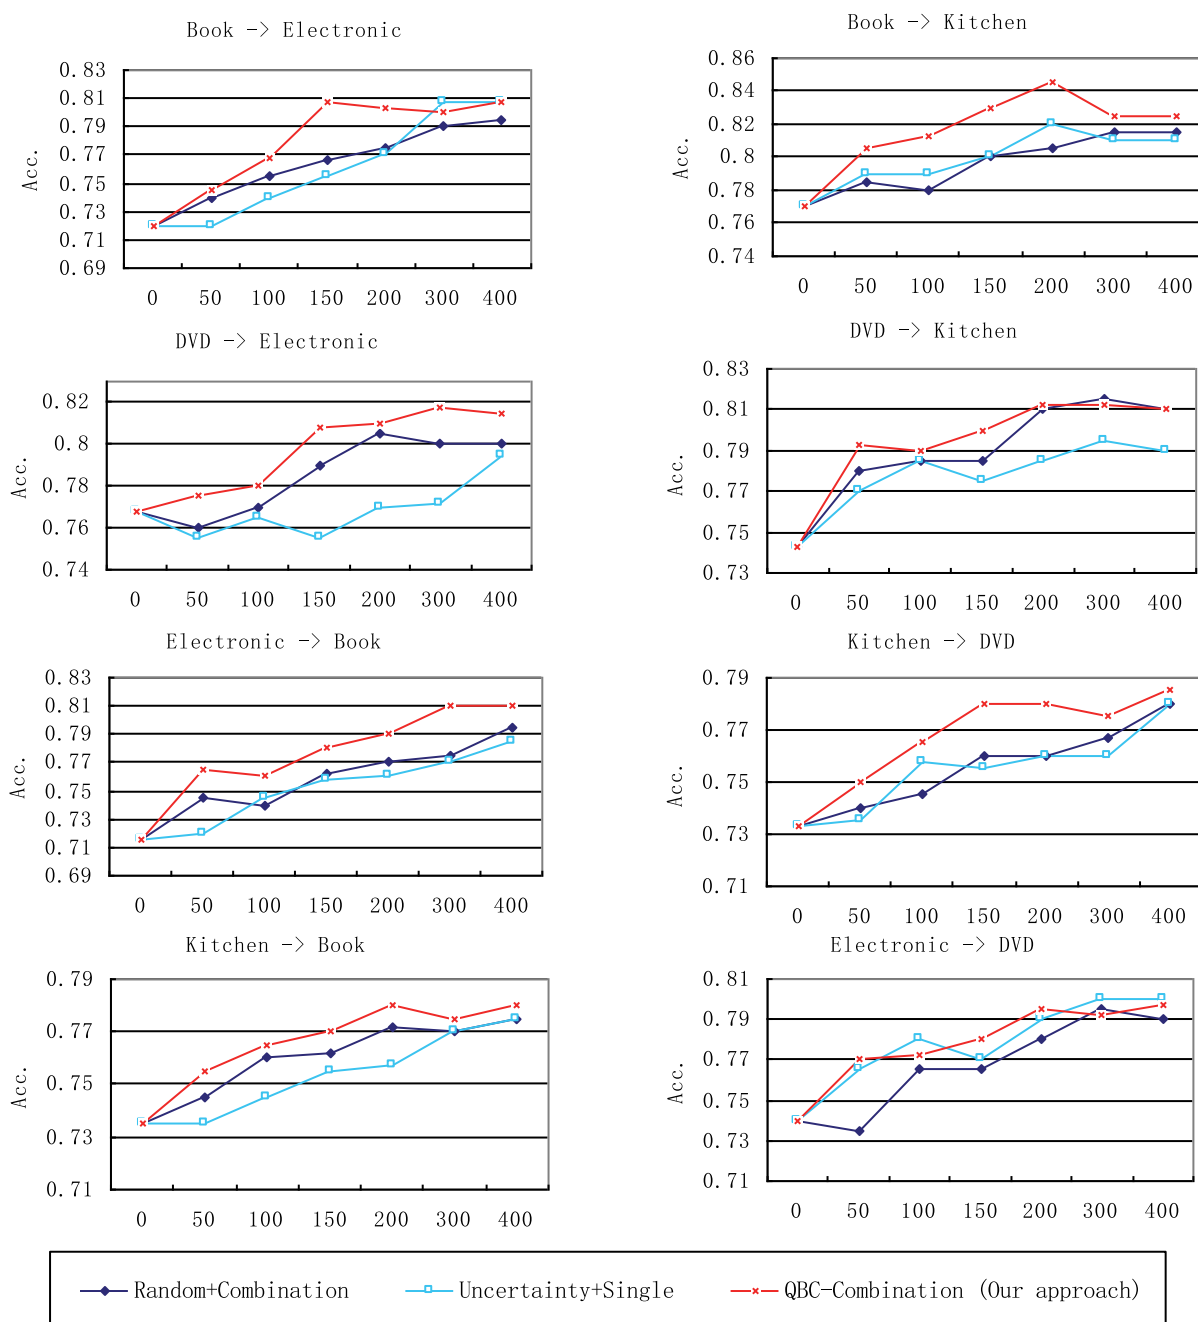 Book -> Electronic
0.83
0.81
0.79
0.77
0.75
0.73
0.71
0.69
Acc.
0 50 100 150 200 300 400
Book -> Kitchen
0.86
0.84
0.82
0.8
0.78
0.76
0.74
Acc.
0 50 100 150 200 300 400
DVD -> Electronic
0.82
0.8
0.78
0.76
0.74
Acc.
0 50 100 150 200 300 400
DVD -> Kitchen
0.83
0.81
0.79
0.77
0.75
0.73
Acc.
0 50 100 150 200 300 400
Electronic -> Book
0.83
0.81
0.79
0.77
0.75
0.73
0.71
0.69
Acc.
0 50 100 150 200 300 400
Kitchen -> DVD
0.79
0.77
0.75
0.73
0.71
Acc.
0 50 100 150 200 300 400
Kitchen -> Book
0.79
0.77
0.75
0.73
0.71
Acc.
0 50 100 150 200 300 400
Electronic -> DVD
0.81
0.79
0.77
0.75
0.73
0.71
Acc.
0 50 100 150 200 300 400
Random+Combination Uncertainty+Single QBC-Combination (Our approach)